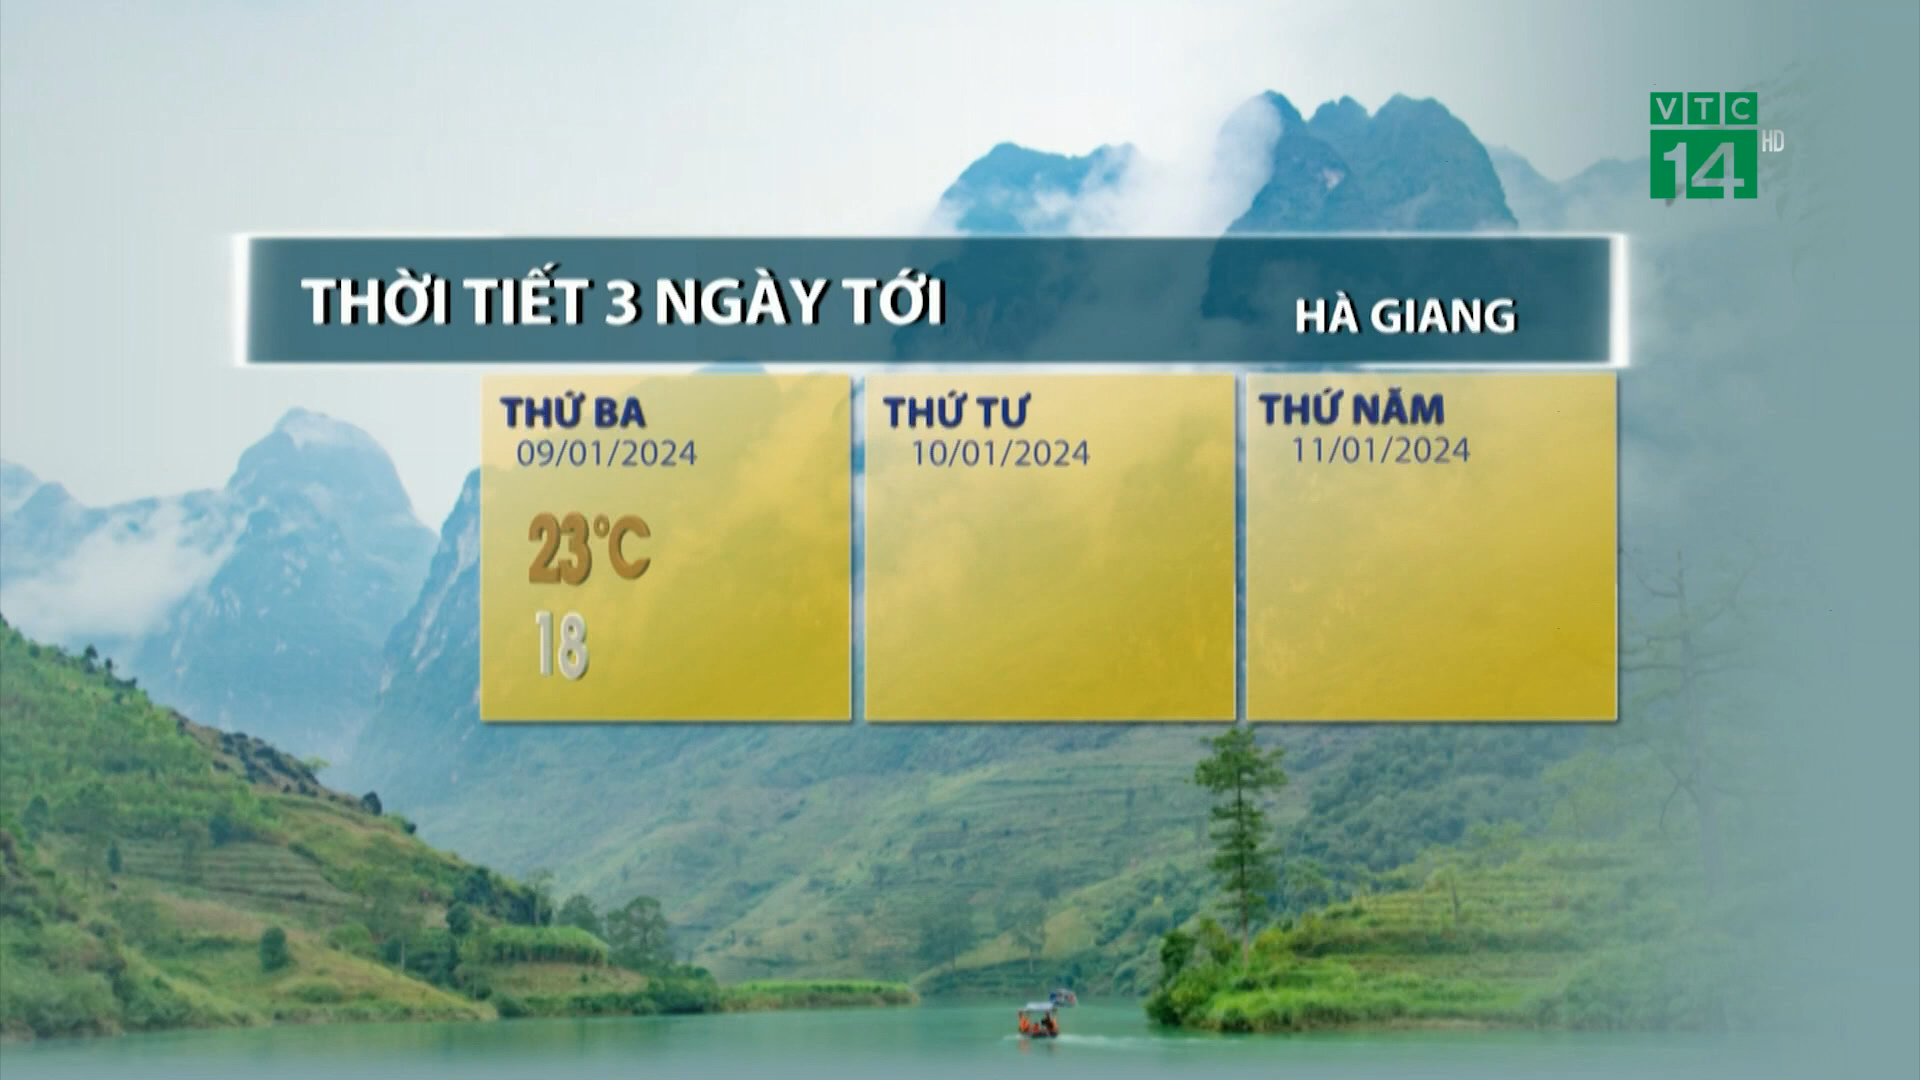 VTC
14 HD
THỜI TIẾT 3 NGÀY TỚI
HÀ GIANG
THỨ BA
09/01/2024
23°C
18
THỨ TƯ
10/01/2024
THỨ NĂM
11/01/2024